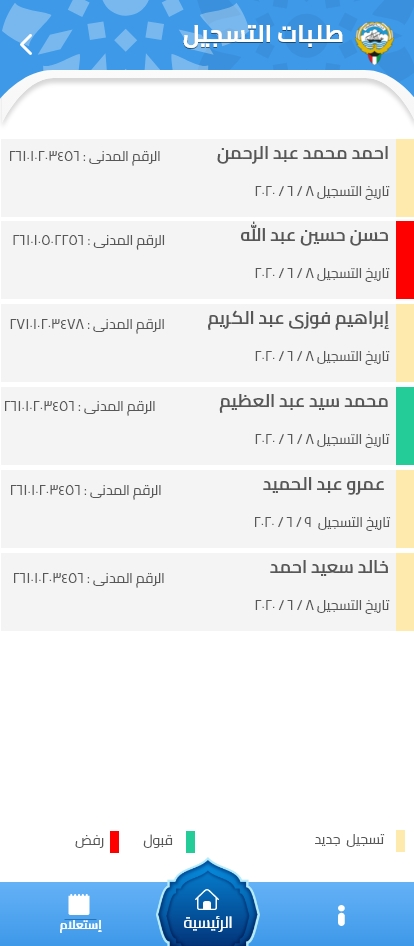 طلبات التسجيل
احمد محمد عبد الرحمن
الرقم المدنى : ٢٦١٠١٠٢٠٣٤٥٦
تاريخ التسجيل ٨ / ٦ / ٢٠٢٠
حسن حسين عبد الله
الرقم المدنى : ٢٦١٠١٠٥٠٢٢٥٦
تاريخ التسجيل ٨ / ٦ / ٢٠٢٠
إبراهيم فوزى عبد الكريم
الرقم المدنى : ٢٧١٠١٠٢٠٣٤٧٨
تاريخ التسجيل ٨ / ٦ / ٢٠٢٠
محمد سيد عبد العظيم
الرقم المدنى : ٢٦١٠١٠٢٠٣٤٥٦
تاريخ التسجيل ٨ / ٦ / ٢٠٢٠
عمرو عبد الحميد
الرقم المدنى : ٢٦١٠١٠٢٠٣٤٥٦
تاريخ التسجيل ٩ / ٦ / ٢٠٢٠
خالد سعيد احمد
الرقم المدنى : ٢٦١٠١٠٢٠٣٤٥٦
تاريخ التسجيل ٨ / ٦ / ٢٠٢٠
تسجيل جديد
قبول
رفض
الرئيسية
إستعلام